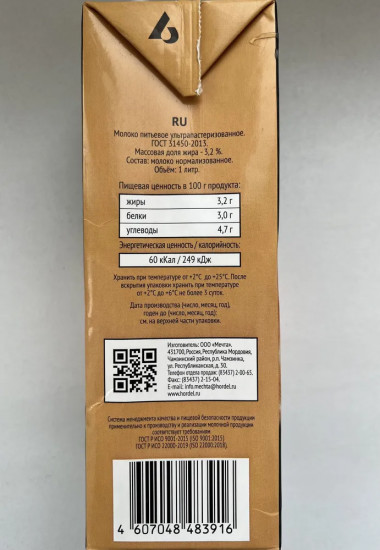 RU
Молоко питьевое ультрапастеризованное.
ГОСТ 31450-2013.
Массовая доля жира - 3,2 %.
Состав: молоко нормализованное.
Объём: 1 литр.
Пищевая ценность в 100 г продукта:
жиры 3,2 г
белки 3,0 г
углеводы 4,7 г
Энергетическая ценность / калорийность:
60 кКал / 249 кДж
Хранить при температуре от +2°С до +25°С. После
вскрытия упаковки хранить при температуре
от +2°С до +6°С не более 3 суток.
Дата производства (число, месяц, год),
годен до (число, месяц, год):
см. на верхней части упаковки.
Изготовитель: ООО «Мечта».
431700, Россия, Республика Мордовия,
Чамзинский район, р.п. Чамзинка,
ул. Республиканская, д. 30.
Телефон отдела продаж: (83437) 2-00-63.
Факс: (83437) 2-13-04.
E-mail: info.mechta@hordel.ru
www.hordel.ru
Система менеджмента качества и пищевой безопасности продукции
применительно к производству и реализации молочной продукции
соответствует требованиям
ГОСТ Р ИСО 9001-2015 (ISO 9001:2015)
ГОСТ Р ИСО 22000-2019 (ISO 22000:2018).
4 607048 483916